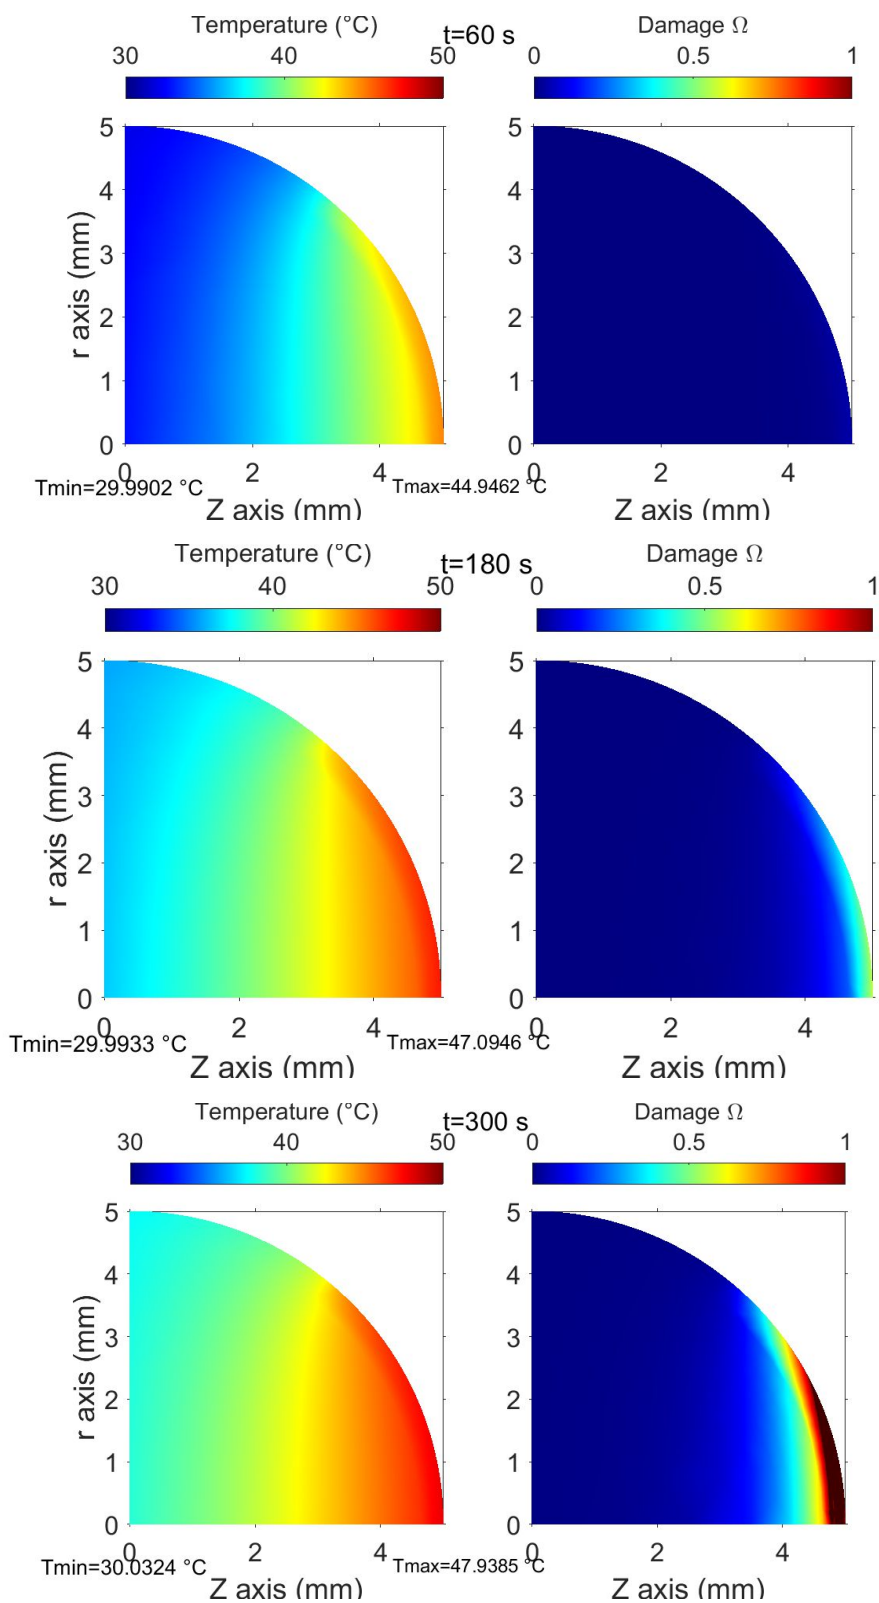 Temperature (°C) t=60 s Damage Ω
30 40 50 0 0.5 1
5
4
3
2
1
0
r axis (mm)
0 2 4 0 2 4
Tmin=29.9902 °C Tmax=44.9462 °C
Z axis (mm) Z axis (mm)
5
4
3
2
1
0
Temperature (°C) t=180 s Damage Ω
30 40 50 0 0.5 1
5
4
3
2
1
0
r axis (mm)
0 2 4 0 2 4
Tmin=29.9933 °C Tmax=47.0946 °C
Z axis (mm) Z axis (mm)
5
4
3
2
1
0
Temperature (°C) t=300 s Damage Ω
30 40 50 0 0.5 1
5
4
3
2
1
0
r axis (mm)
0 2 4 0 2 4
Tmin=30.0324 °C Tmax=47.9385 °C
Z axis (mm) Z axis (mm)
5
4
3
2
1
0